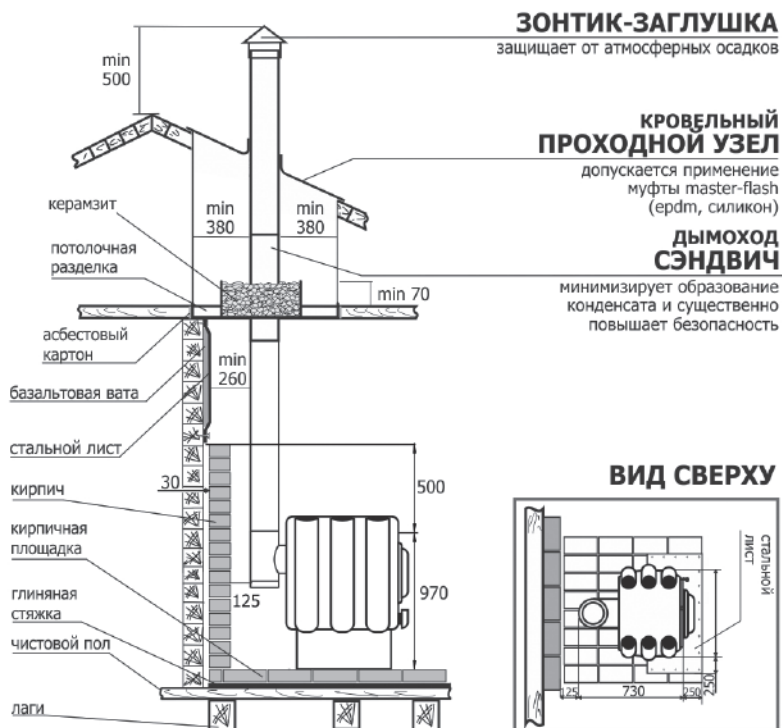 ЗОНТИК-ЗАГЛУШКА
защищает от атмосферных осадков
min
500
КРОВЕЛЬНЫЙ
ПРОХОДНОЙ УЗЕЛ
допускается применение
муфты master-flash
(epdm, силикон)
керамзит
min
380
min
380
потолочная
разделка
ДЫМОХОД
СЭНДВИЧ
минимизирует образование
конденсата и существенно
повышает безопасность
min 70
асбестовый
картон
min
260
базальтовая вата
стальной лист
30
500
кирпич
кирпичная
площадка
125
970
глиняная
стяжка
чистовой пол
лаги
ВИД СВЕРХУ
стальной
лист
125
730
250
250